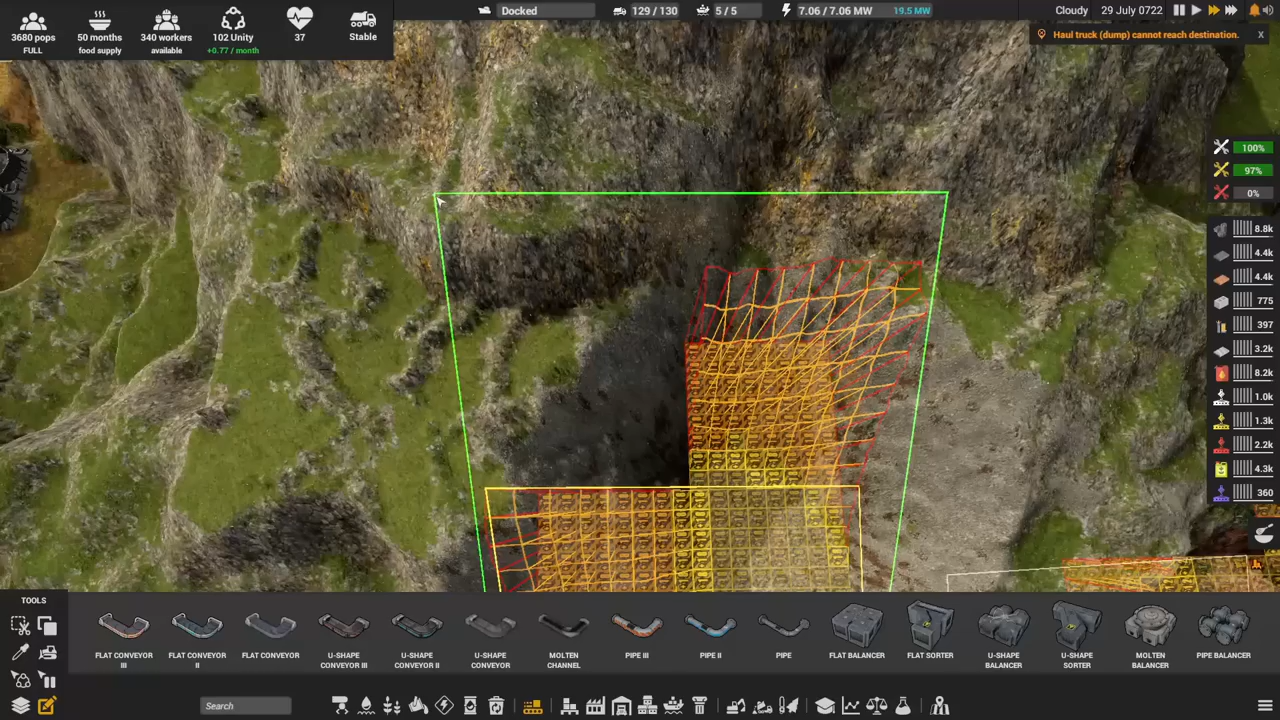 Docked
129 / 130
5 / 5
7.06 / 7.06 MW
19.5 MW
Cloudy
29 July 0722
3680 pops
FULL
50 months
food supply
340 workers
available
102 Unity
+0.77 / month
37
Stable
Haul truck (dump) cannot reach destination.
X
100%
97%
0%
8.8k
4.4k
4.4k
775
397
3.2k
8.2k
1.0k
1.3k
2.2k
4.3k
360
TOOLS
FLAT CONVEYOR III
FLAT CONVEYOR II
FLAT CONVEYOR
U-SHAPE CONVEYOR III
U-SHAPE CONVEYOR II
U-SHAPE CONVEYOR
MOLTEN CHANNEL
PIPE III
PIPE II
PIPE
FLAT BALANCER
FLAT SORTER
U-SHAPE BALANCER
U-SHAPE SORTER
MOLTEN BALANCER
PIPE BALANCER
Search